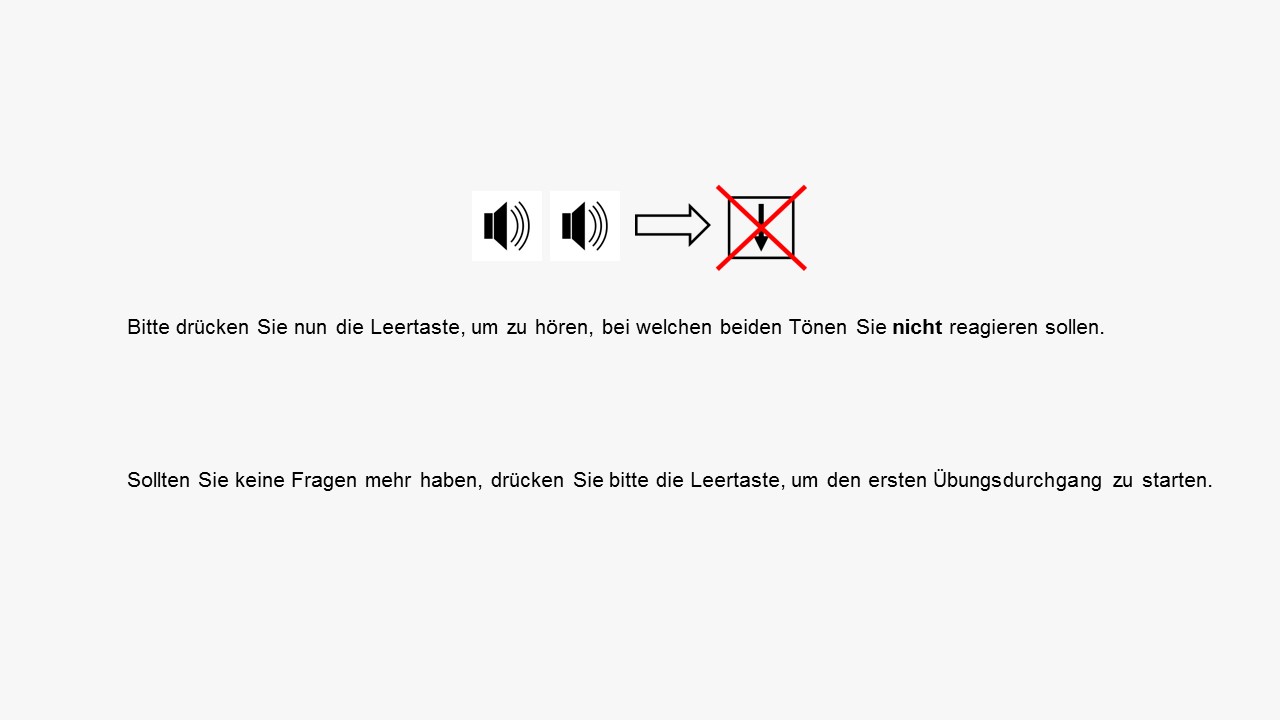 Bitte drücken Sie nun die Leertaste, um zu hören, bei welchen beiden Tönen Sie nicht reagieren sollen.
Sollten Sie keine Fragen mehr haben, drücken Sie bitte die Leertaste, um den ersten Übungsdurchgang zu starten.